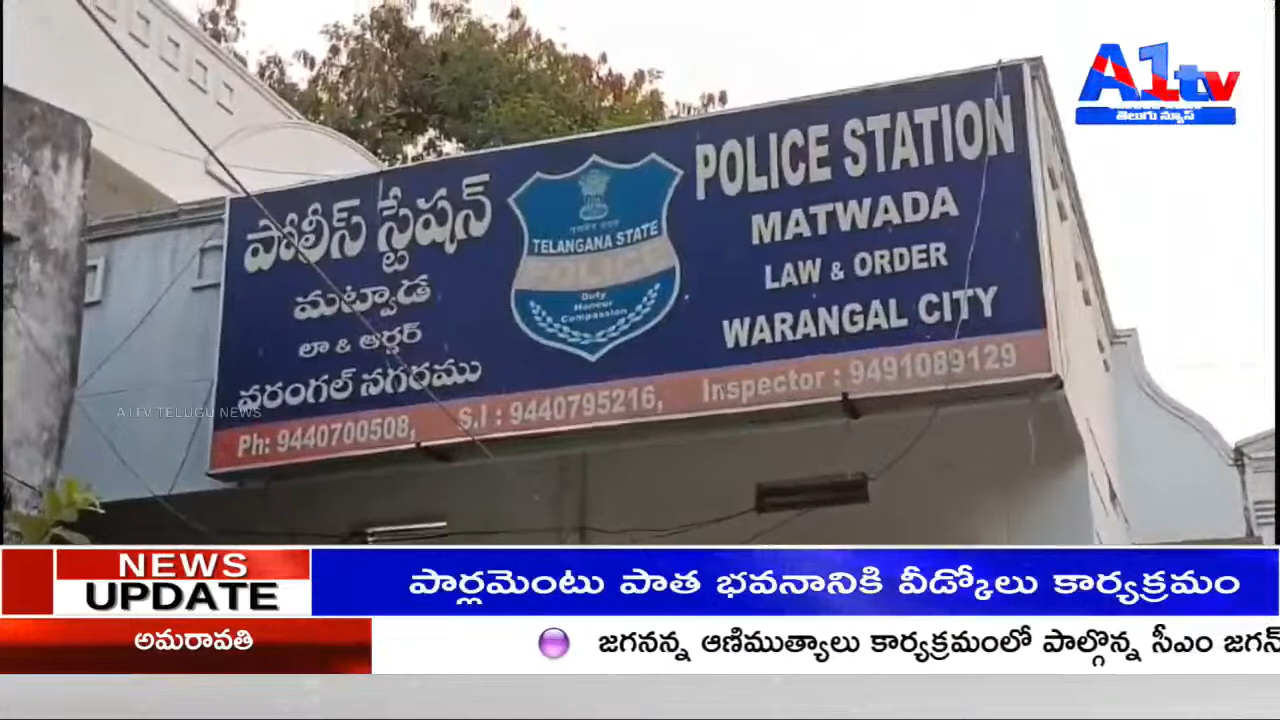 A1tv
తెలుగు న్యూస్
పోలీస్ స్టేషన్
మట్వాడ
లా & ఆర్డర్
వరంగల్ నగరము
TELANGANA STATE
POLICE
Duty
Honour
Compassion
POLICE STATION
MATWADA
LAW & ORDER
WARANGAL CITY
Ph: 9440700508, S.I : 9440795216, Inspector : 9491089129
A1TV TELUGU NEWS
NEWS
UPDATE
పార్లమెంటు పాత భవనానికి వీడ్కోలు కార్యక్రమం
అమరావతి
జగనన్న ఆణిముత్యాలు కార్యక్రమంలో పాల్గొన్న సీఎం జగన్